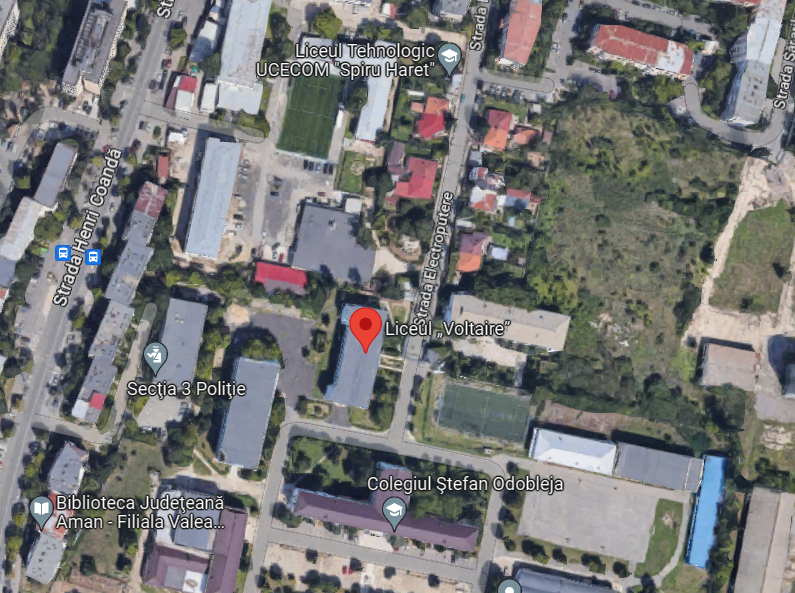 Liceul Tehnologic
UCECOM "Spiru Haret"
Strada Henri Coandă
Strada Electroputere
Liceul „Voltaire”
Secția 3 Poliție
Colegiul Ștefan Odobleja
Biblioteca Județeană
Aman - Filiala Valea...